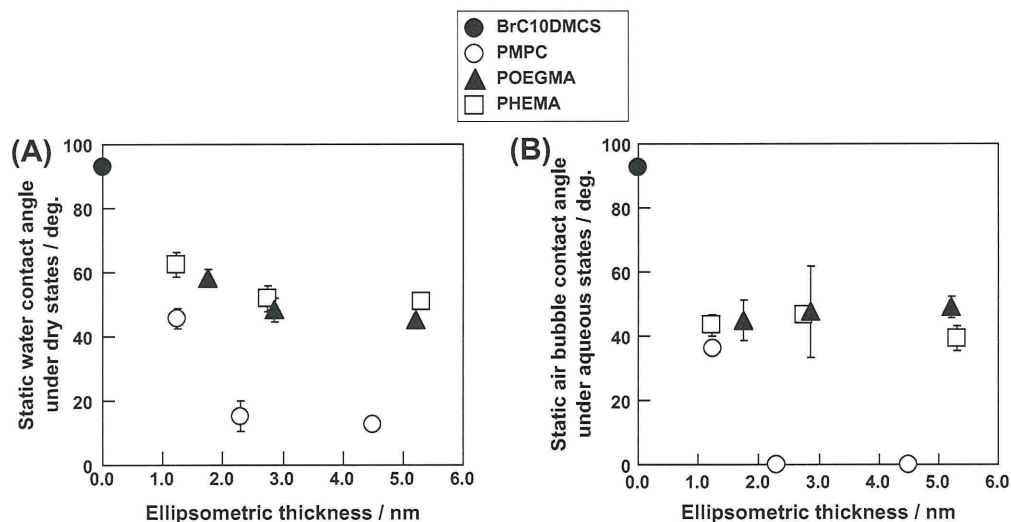 BrC10DMCS
PMPC
POEGMA
PHEMA
(A)
Static water contact angle
under dry states / deg.
100
80
60
40
20
0
0.0 1.0 2.0 3.0 4.0 5.0 6.0
Ellipsometric thickness / nm
(B)
Static air bubble contact angle
under aqueous states / deg.
100
80
60
40
20
0
0.0 1.0 2.0 3.0 4.0 5.0 6.0
Ellipsometric thickness / nm